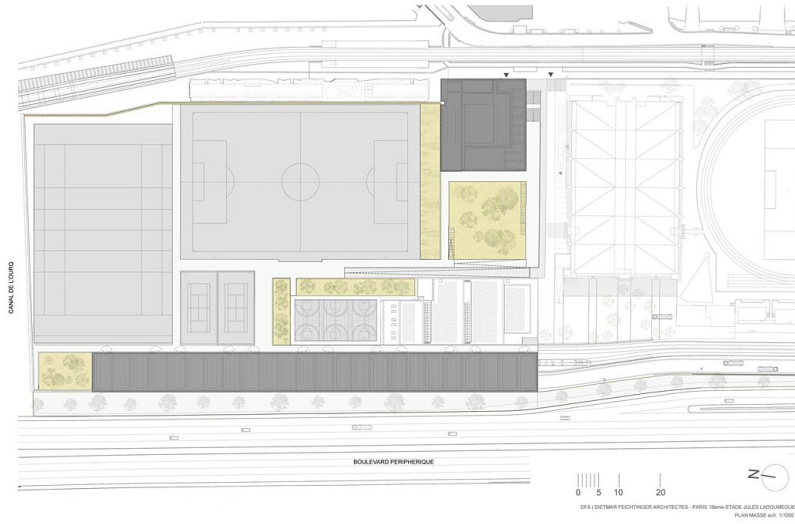 CANAL DE L'OURQ
BOULEVARD PERIPHERIQUE
0 5 10 20
N
DFA | DIETMAR FEICHTINGER ARCHITECTES - PARIS 19ème-STADE JULES LADOUMEGUE
PLAN MASSE ech. 1/1000